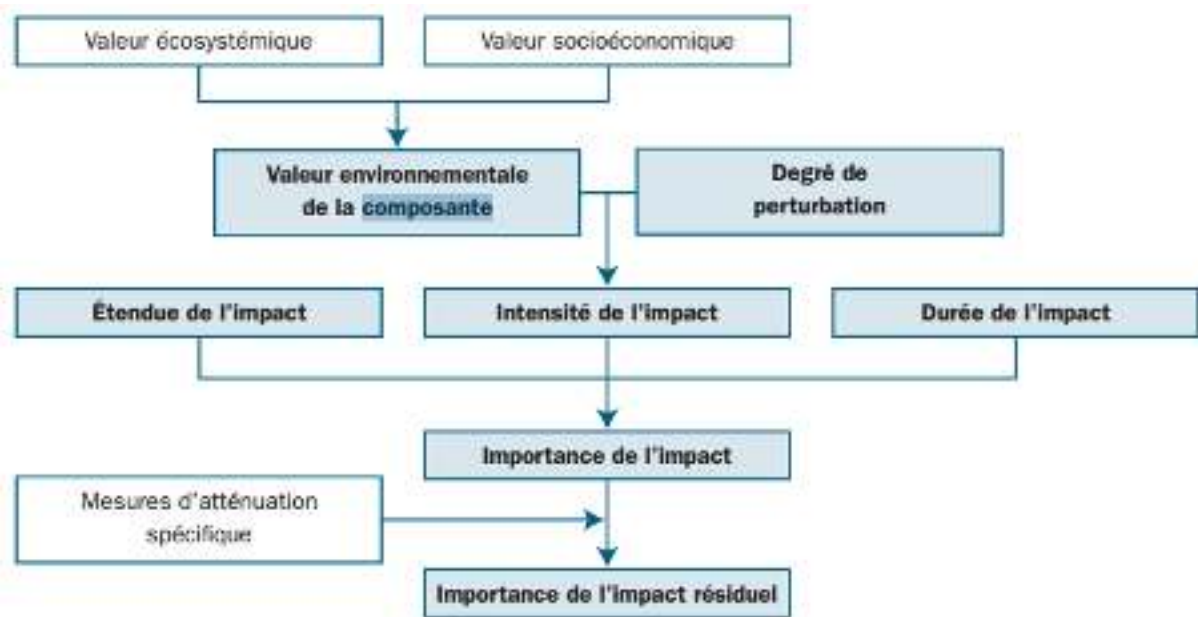 Valeur écosystémique
Valeur socioéconomique
Valeur environnementale
de la composante
Degré de
perturbation
Étendue de l'impact
Intensité de l'impact
Durée de l'impact
Importance de l'impact
Mesures d'atténuation
spécifique
Importance de l'impact résiduel